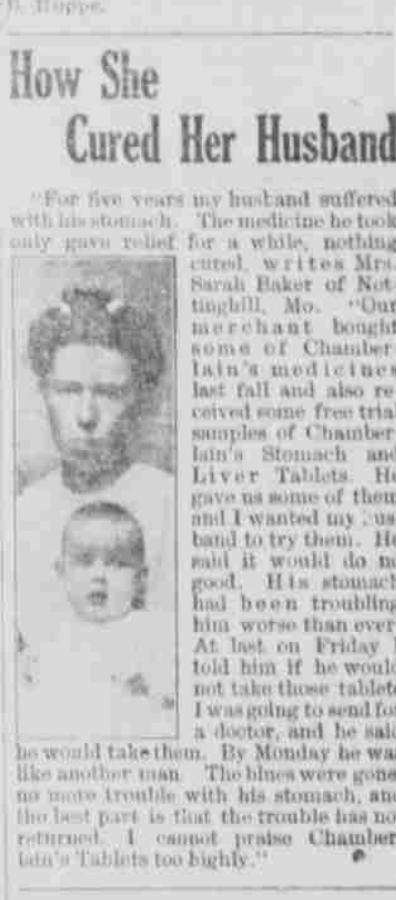 B. Huppe.
How She
Cured Her Husband
"For five years my husband suffered
with his stomach. The medicine he took
only gave relief for a while, nothing
cured, writes Mrs.
Sarah Baker of Not
tinghill, Mo. "Our
merchant bought
some of Chamber
lain's medicines
last fall and also re
ceived some free trial
samples of Chamber
lain's Stomach and
Liver Tablets. He
gave us some of them
and I wanted my hus
band to try them. He
said it would do no
good. His stomach
had been troubling
him worse than ever
At last on Friday I
told him if he would
not take those tablets
I was going to send for
a doctor, and he said
he would take them. By Monday he was
like another man. The blues were gone
no more trouble with his stomach, and
the best part is that the trouble has no
returned. I cannot praise Chamber
lain's Tablets too highly."